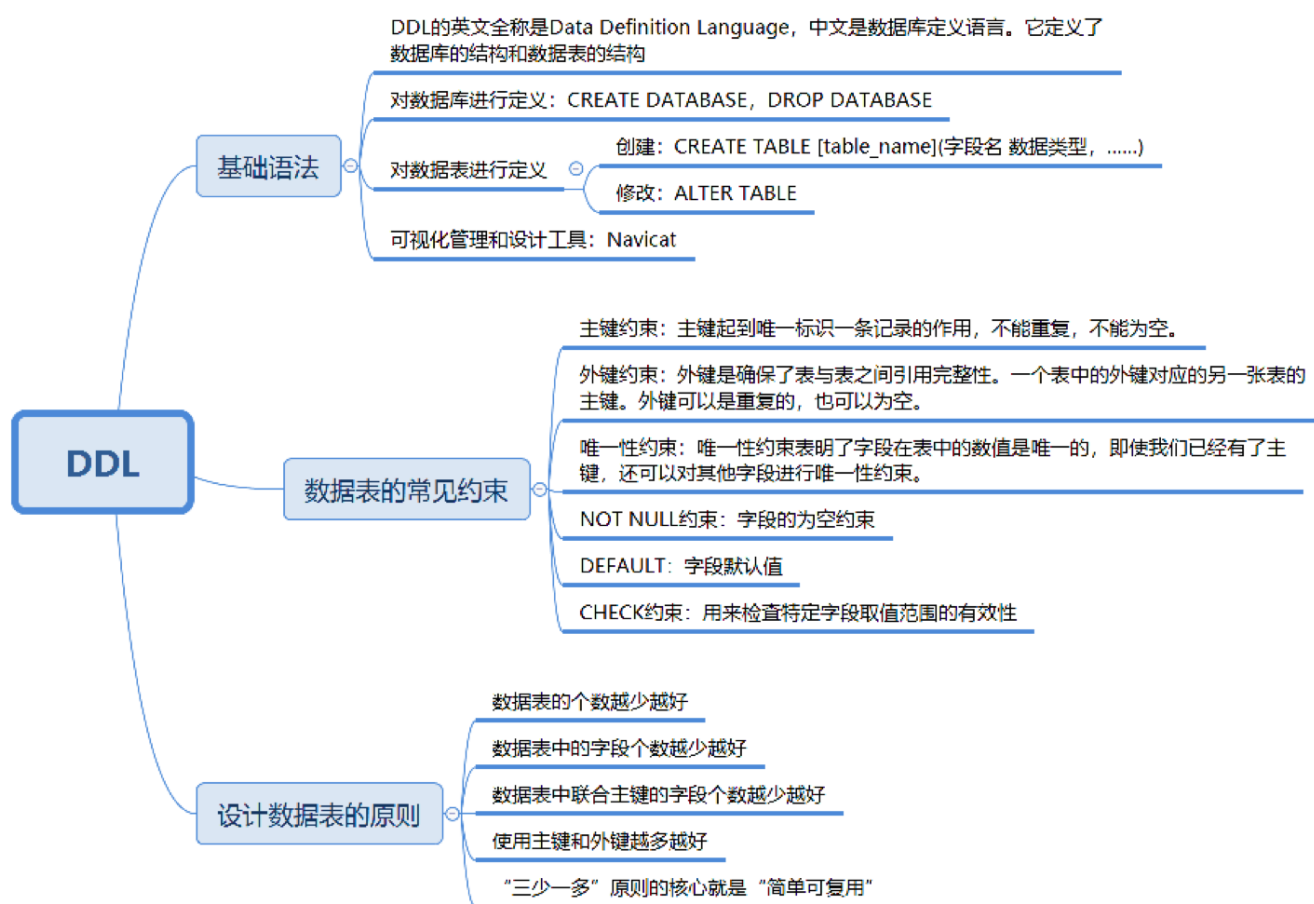 DDL的英文全称是Data Definition Language，中文是数据库定义语言。它定义了
数据库的结构和数据表的结构
对数据库进行定义：CREATE DATABASE，DROP DATABASE
基础语法
对数据表进行定义
创建：CREATE TABLE [table_name](字段名 数据类型，……)
修改：ALTER TABLE
可视化管理和设计工具：Navicat
主键约束：主键起到唯一标识一条记录的作用，不能重复，不能为空。
外键约束：外键是确保了表与表之间引用完整性。一个表中的外键对应的另一张表的
主键。外键可以是重复的，也可以为空。
DDL
数据表的常见约束
唯一性约束：唯一性约束表明了字段在表中的数值是唯一的，即使我们已经有了主
键，还可以对其他字段进行唯一性约束。
NOT NULL约束：字段的为空约束
DEFAULT：字段默认值
CHECK约束：用来检查特定字段取值范围的有效性
数据表的个数越少越好
数据表中的字段个数越少越好
设计数据表的原则
数据表中联合主键的字段个数越少越好
使用主键和外键越多越好
“三少一多”原则的核心就是“简单可复用”